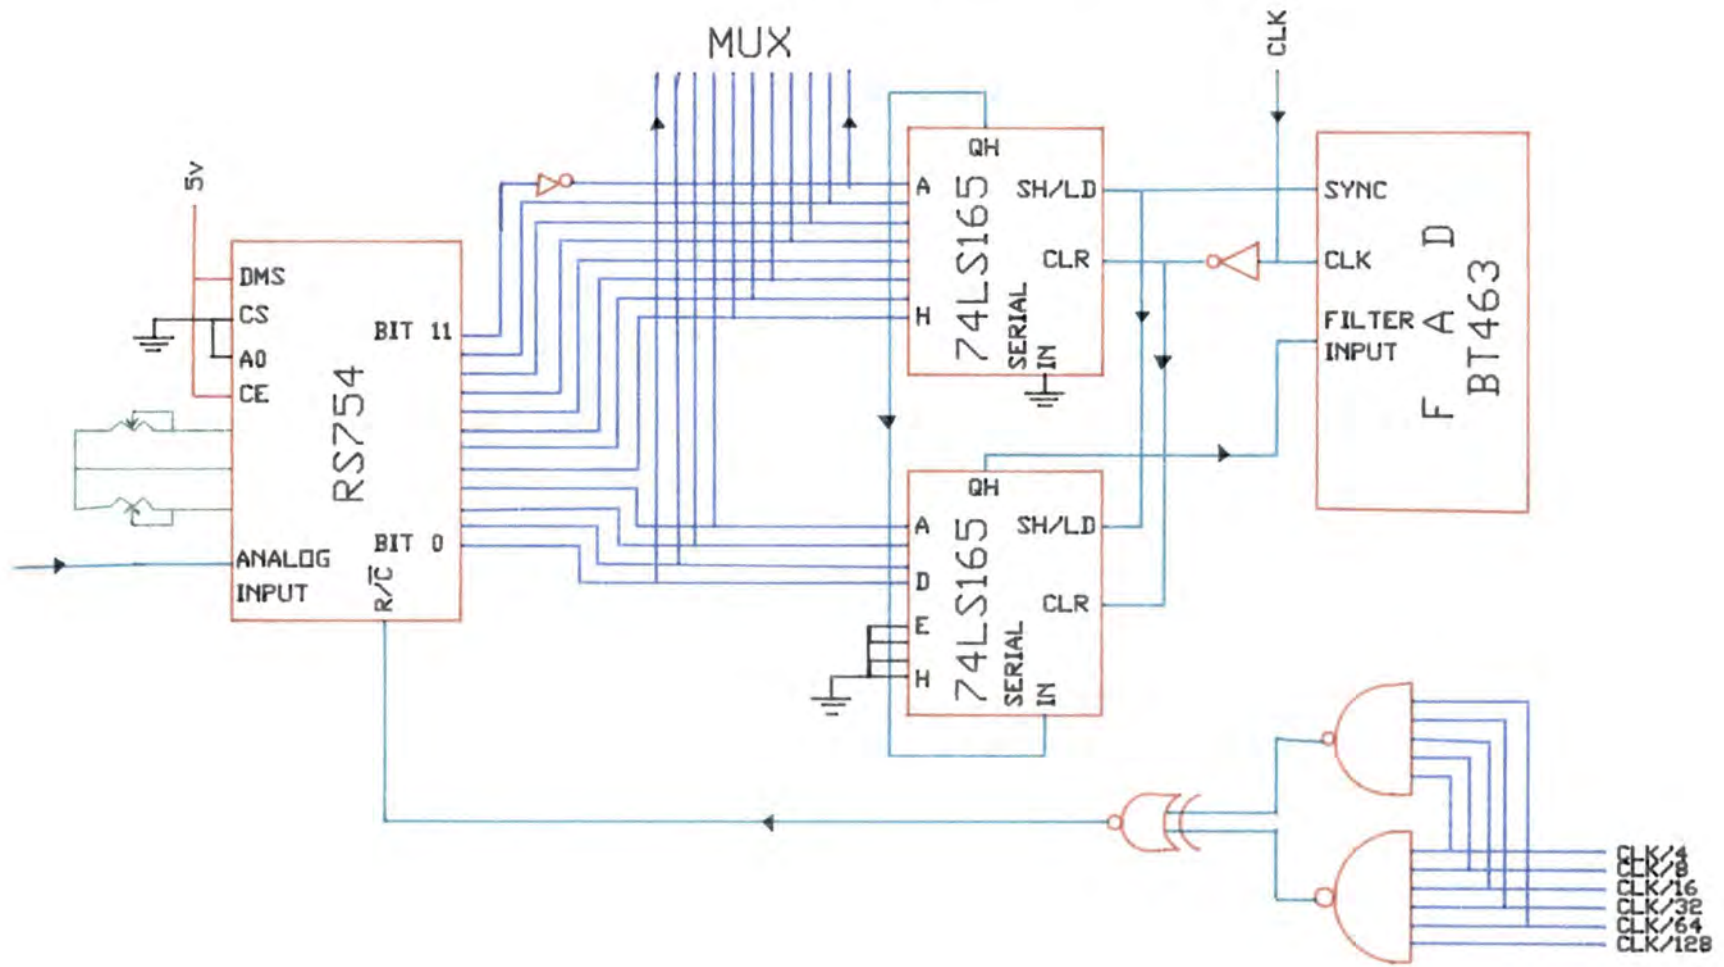 MUX
CLK
5v
DMS
CS
A0
CE
BIT 11
RS754
BIT 0
ANALOG
INPUT
R/C̅
QH
A
SH/LD
74LS165
CLR
H
SERIAL
IN
SYNC
CLK
FILTER
INPUT
FAD
BT463
QH
A
SH/LD
D
74LS165
CLR
E
H
SERIAL
IN
CLK/4
CLK/8
CLK/16
CLK/32
CLK/64
CLK/128